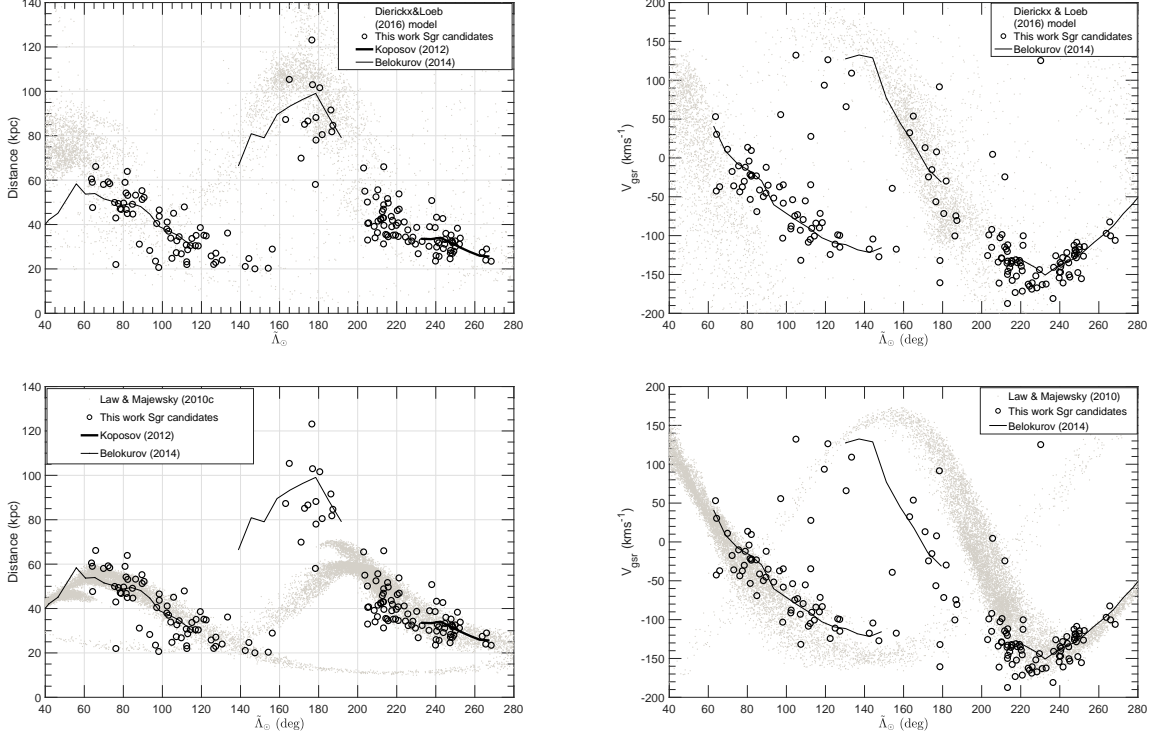 140
120
100
80
60
40
20
0
Distance (kpc)
Dierickx&Loeb
(2016) model
This work Sgr candidates
Koposov (2012)
Belokurov (2014)
40 60 80 100 120 140 160 180 200 220 240 260 280
Λ̃⊙
200
150
100
50
0
-50
-100
-150
-200
V_gsr (kms⁻¹)
Dierickx & Loeb
(2016) model
This work Sgr candidates
Belokurov (2014)
40 60 80 100 120 140 160 180 200 220 240 260 280
Λ̃⊙ (deg)
140
120
100
80
60
40
20
0
Distance (kpc)
Law & Majewsky (2010c
This work Sgr candidates
Koposov (2012)
Belokurov (2014)
40 60 80 100 120 140 160 180 200 220 240 260 280
Λ̃⊙ (deg)
200
150
100
50
0
-50
-100
-150
-200
V_gsr (kms⁻¹)
Law & Majewsky (2010)
This work Sgr candidates
Belokurov (2014)
40 60 80 100 120 140 160 180 200 220 240 260 280
Λ̃⊙ (deg)